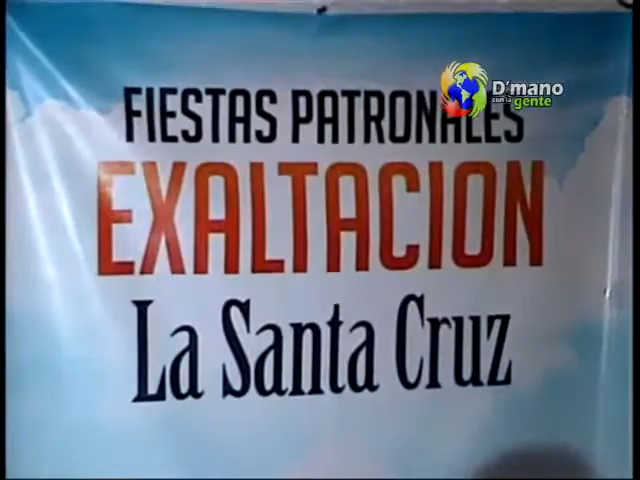 FIESTAS PATRONALES
EXALTACION
La Santa Cruz
D'mano
con la gente